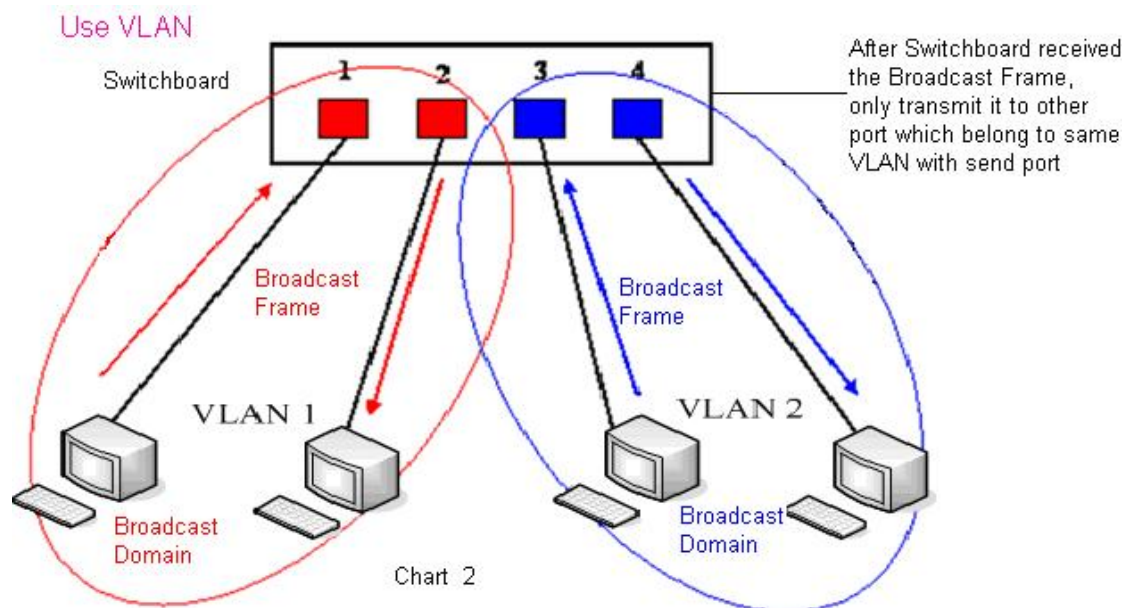 Use VLAN
Switchboard
1 2 3 4
After Switchboard received
the Broadcast Frame,
only transmit it to other
port which belong to same
VLAN with send port
Broadcast
Frame
Broadcast
Frame
VLAN 1
VLAN 2
Broadcast
Domain
Broadcast
Domain
Chart 2